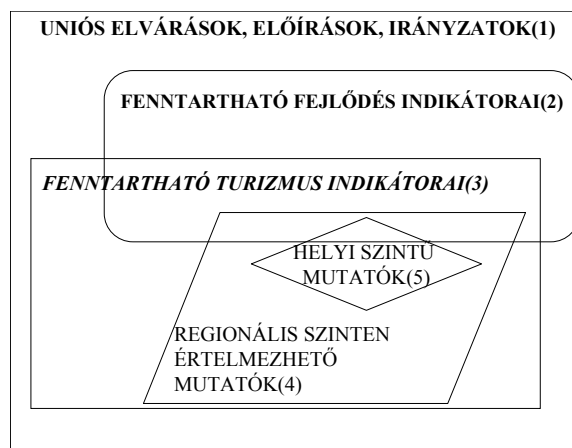 UNIÓS ELVÁRÁSOK, ELŐÍRÁSOK, IRÁNYZATOK(1)
FENNTARTHATÓ FEJLŐDÉS INDIKÁTORAI(2)
FENNTARTHATÓ TURIZMUS INDIKÁTORAI(3)
HELYI SZINTŰ
MUTATÓK(5)
REGIONÁLIS SZINTEN
ÉRTELMEZHETŐ
MUTATÓK(4)